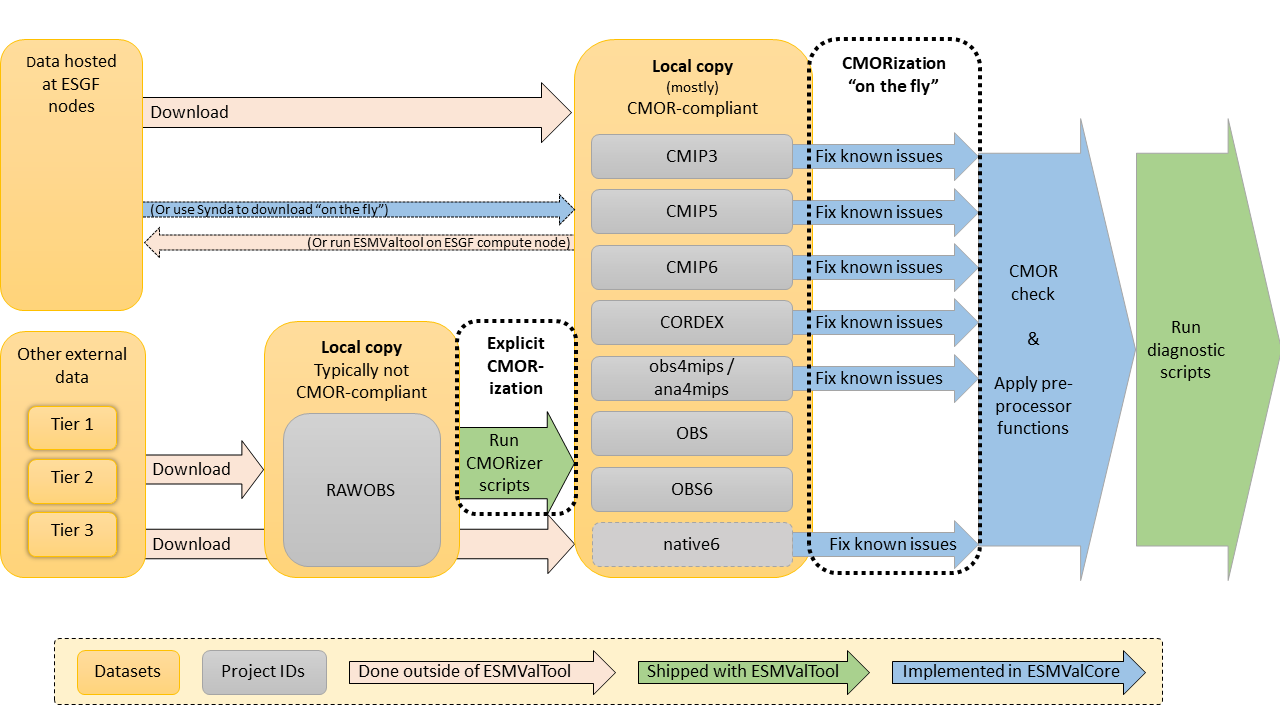 Data hosted
at ESGF
nodes
Download
(Or use Synda to download “on the fly”)
(Or run ESMValtool on ESGF compute node)
Other external
data
Tier 1
Tier 2
Tier 3
Download
Download
Local copy
Typically not
CMOR-compliant
RAWOBS
Explicit
CMOR-
ization
Run
CMORizer
scripts
Local copy
(mostly)
CMOR-compliant
CMIP3
CMIP5
CMIP6
CORDEX
obs4mips /
ana4mips
OBS
OBS6
native6
CMORization
“on the fly”
Fix known issues
Fix known issues
Fix known issues
Fix known issues
Fix known issues
Fix known issues
CMOR
check
&
Apply pre-
processor
functions
Run
diagnostic
scripts
Datasets
Project IDs
Done outside of ESMValTool
Shipped with ESMValTool
Implemented in ESMValCore